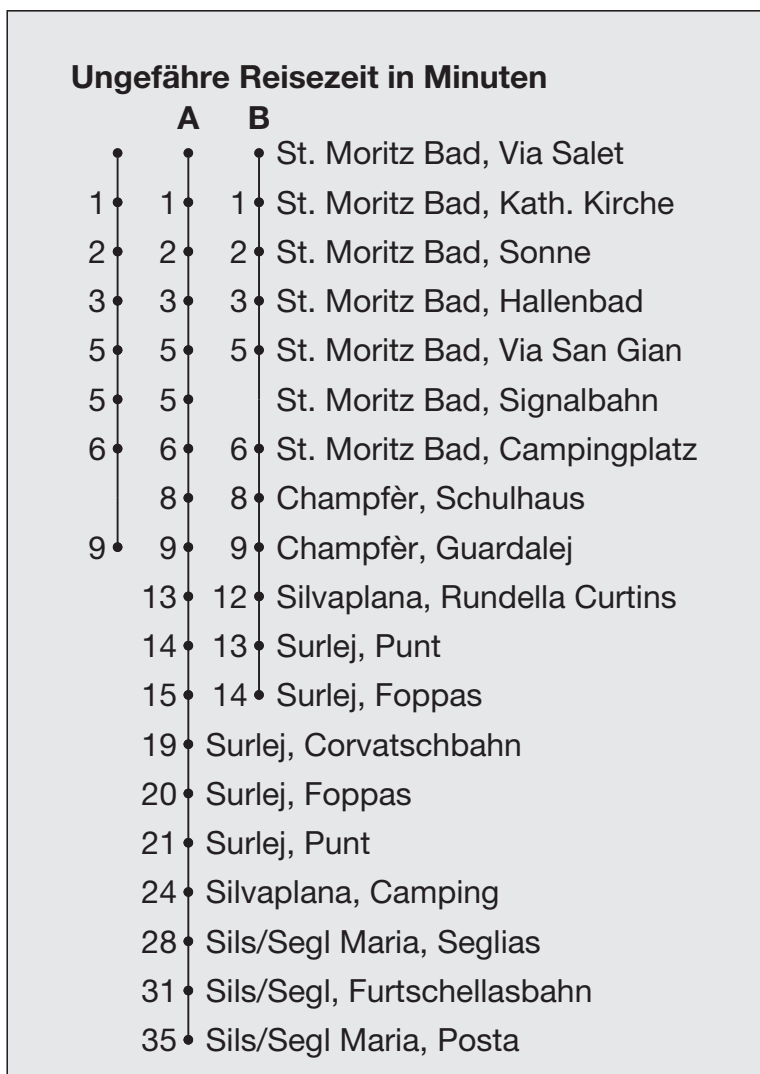 Ungefähre Reisezeit in Minuten
A B
St. Moritz Bad, Via Salet
1 1 1 St. Moritz Bad, Kath. Kirche
2 2 2 St. Moritz Bad, Sonne
3 3 3 St. Moritz Bad, Hallenbad
5 5 5 St. Moritz Bad, Via San Gian
5 5 St. Moritz Bad, Signalbahn
6 6 6 St. Moritz Bad, Campingplatz
8 8 Champfèr, Schulhaus
9 9 9 Champfèr, Guardalej
13 12 Silvaplana, Rundella Curtins
14 13 Surlej, Punt
15 14 Surlej, Foppas
19 Surlej, Corvatschbahn
20 Surlej, Foppas
21 Surlej, Punt
24 Silvaplana, Camping
28 Sils/Segl Maria, Seglias
31 Sils/Segl, Furtschellasbahn
35 Sils/Segl Maria, Posta